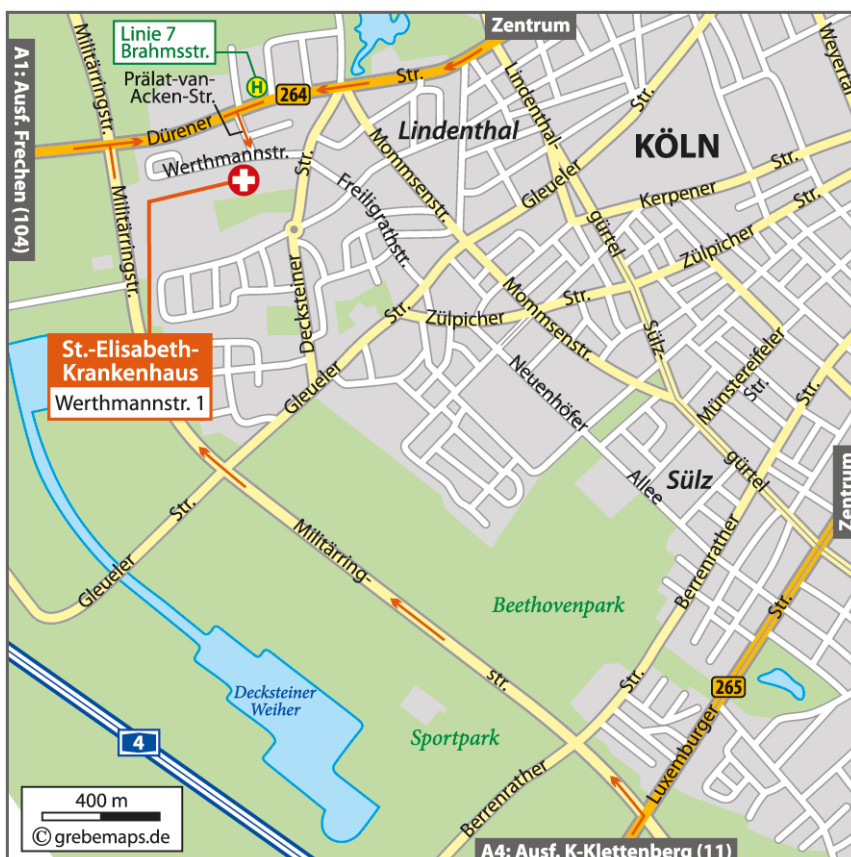 Zentrum
Linie 7
Brahmsstr.
H
Prälat-van-
Acken-Str.
264
Str.
Dürener
Militärringstr.
A1: Ausf. Frechen (104)
Werthmannstr.
Militärringstr.
Lindenthal
KÖLN
Weyertal
Lindenthal-
gürtel
Gleueler
Str.
Kerpener
Str.
Zülpicher
Str.
Mommsenstr.
Str.
Freiligrathstr.
Decksteiner
Str.
Zülpicher
Str.
Mommsenstr.
Sülz-
gürtel
Münstereifeler
Str.
St.-Elisabeth-
Krankenhaus
Werthmannstr. 1
Gleueler
Neuenhöfer
Allee
Sülz
Str.
Zentrum
Gleueler
Str.
Militärring-
str.
Beethovenpark
Berrenrather
Str.
265
Luxemburger
Str.
Decksteiner
Weiher
Sportpark
Berrenrather
4
400 m
© grebemaps.de
A4: Ausf. K-Klettenberg (11)